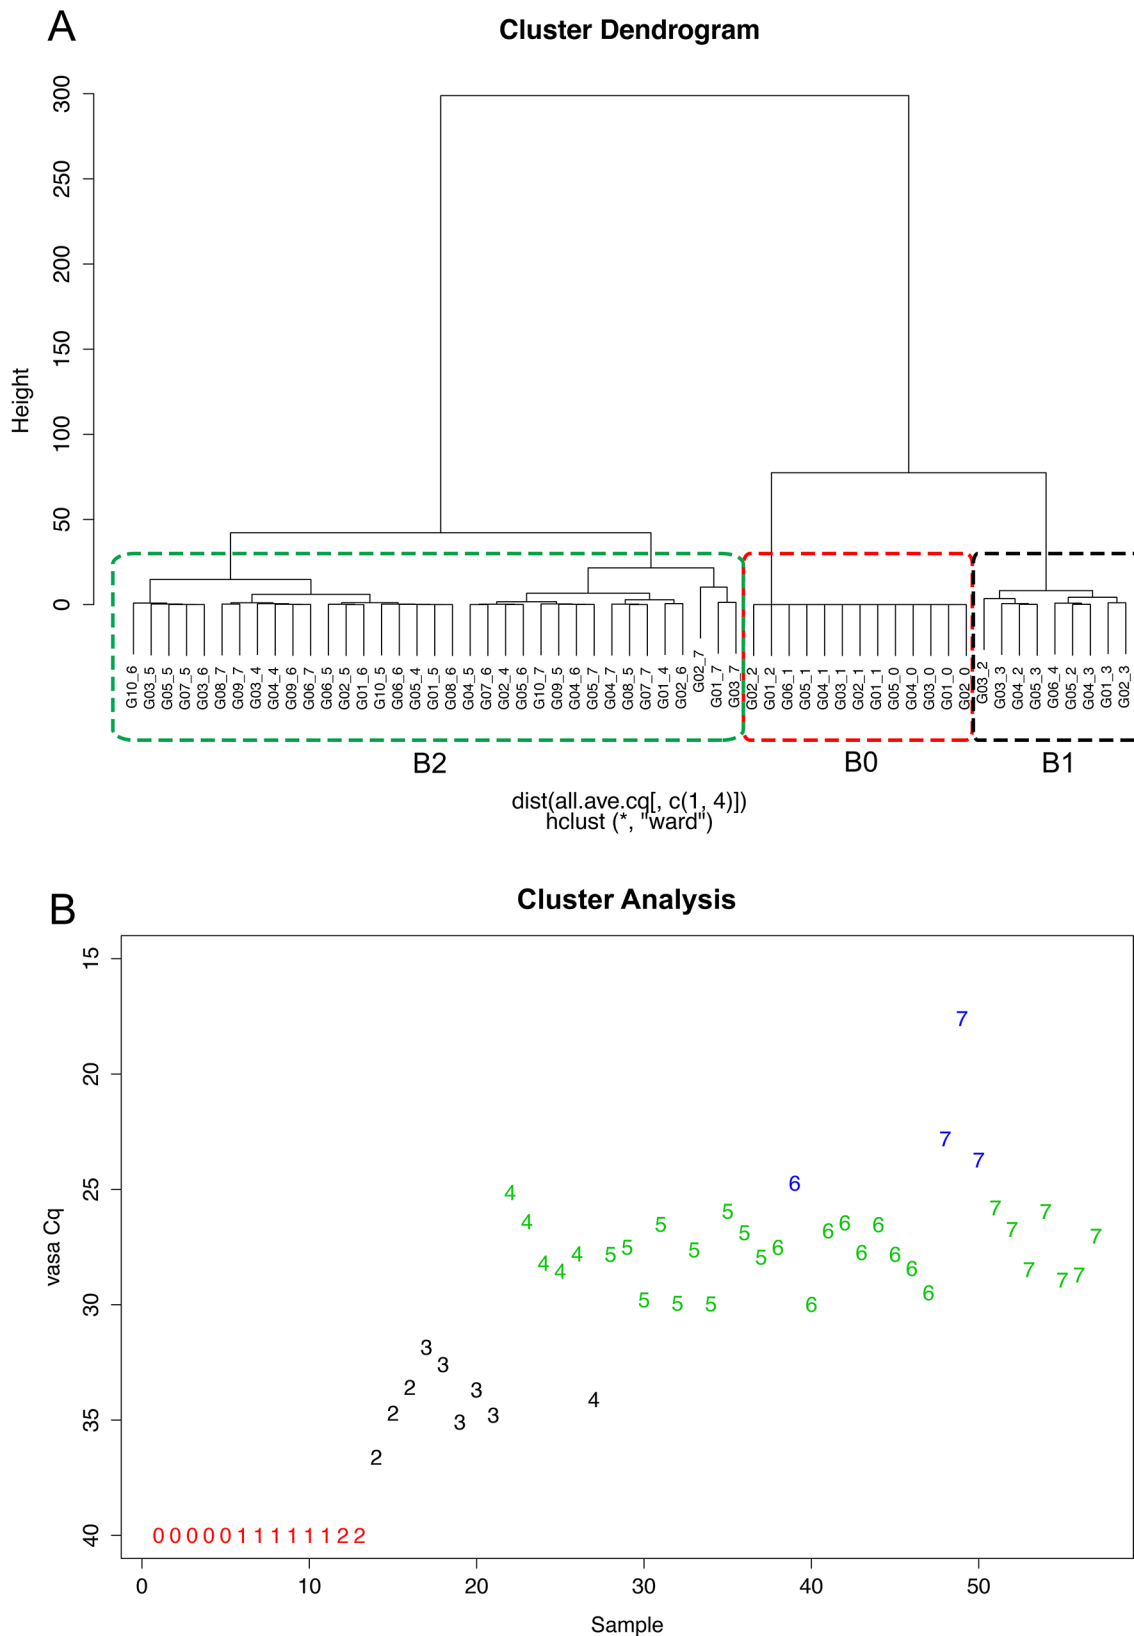 A
Cluster Dendrogram
Height
300
250
200
150
100
50
0
G10_6
G03_5
G05_5
G07_5
G03_6
G08_7
G09_7
G03_4
G04_4
G09_6
G06_7
G06_5
G02_5
G01_6
G10_5
G06_6
G05_4
G01_5
G08_6
G04_5
G07_6
G02_4
G05_6
G10_7
G09_5
G04_6
G05_7
G04_7
G08_5
G07_7
G01_4
G02_6
G02_7
G01_7
G03_7
G02_2
G01_2
G06_1
G05_1
G04_1
G03_1
G02_1
G01_1
G05_0
G04_0
G03_0
G01_0
G02_0
G03_2
G03_3
G04_2
G05_3
G06_4
G05_2
G04_3
G01_3
G02_3
B2 B0 B1
dist(all.ave.cq[, c(1, 4)])
hclust (*, "ward")
B
Cluster Analysis
vasa Cq
15
20
25
30
35
40
7
7
7
6
4
7
5
7
4
6
5
6
6
7
5
7
5
5
6
4
5
6
6
5
5
4
6
7
4
7
7
6
5
5
5
6
3
3
2
3
4
2
3
3
2
0 0 0 0 0 1 1 1 1 1 1 2 2
0 10 20 30 40 50
Sample